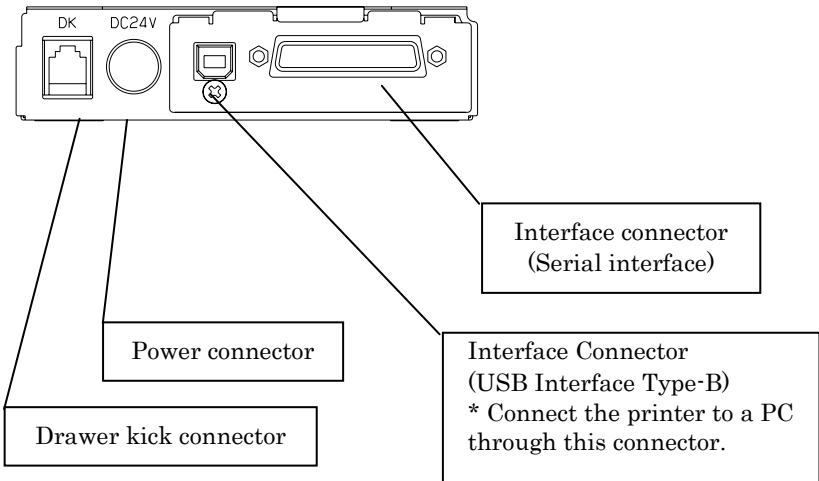 DK
DC24V
Interface connector
(Serial interface)
Power connector
Interface Connector
(USB Interface Type-B)
* Connect the printer to a PC
through this connector.
Drawer kick connector